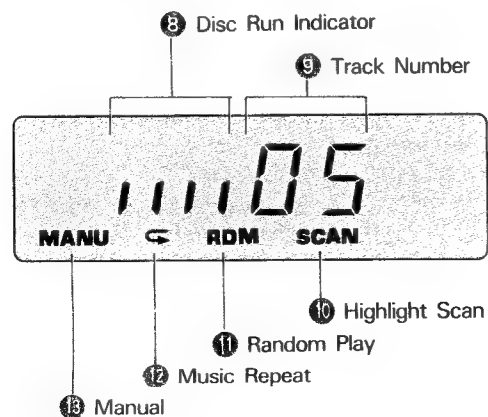 8 Disc Run Indicator
9 Track Number
05
MANU RDM SCAN
10 Highlight Scan
11 Random Play
12 Music Repeat
13 Manual